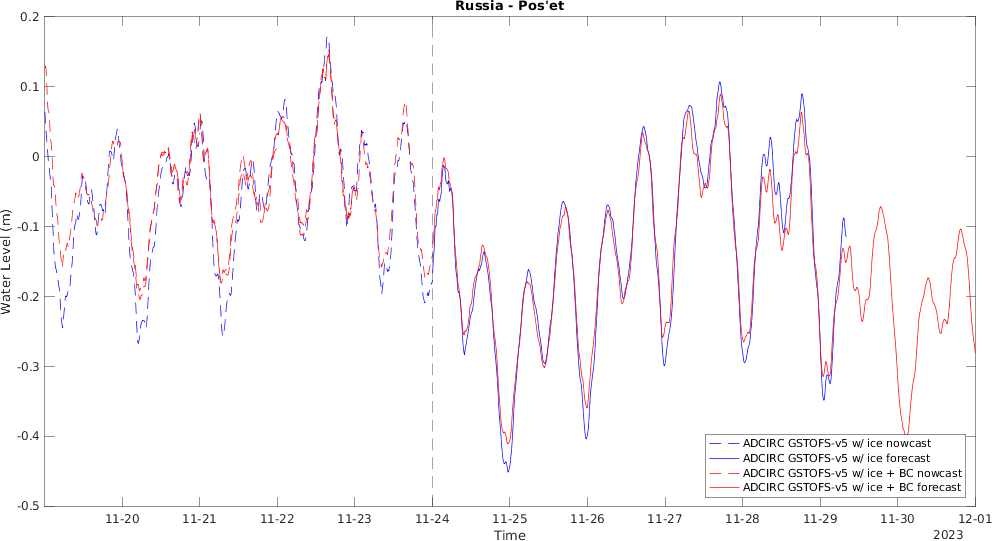 Russia - Pos'et
0.2
0.1
0
-0.1
-0.2
-0.3
-0.4
-0.5
Water Level (m)
ADCIRC GSTOFS-v5 w/ ice nowcast
ADCIRC GSTOFS-v5 w/ ice forecast
ADCIRC GSTOFS-v5 w/ ice + BC nowcast
ADCIRC GSTOFS-v5 w/ ice + BC forecast
11-20 11-21 11-22 11-23 11-24 11-25 11-26 11-27 11-28 11-29 11-30 12-01
Time
2023